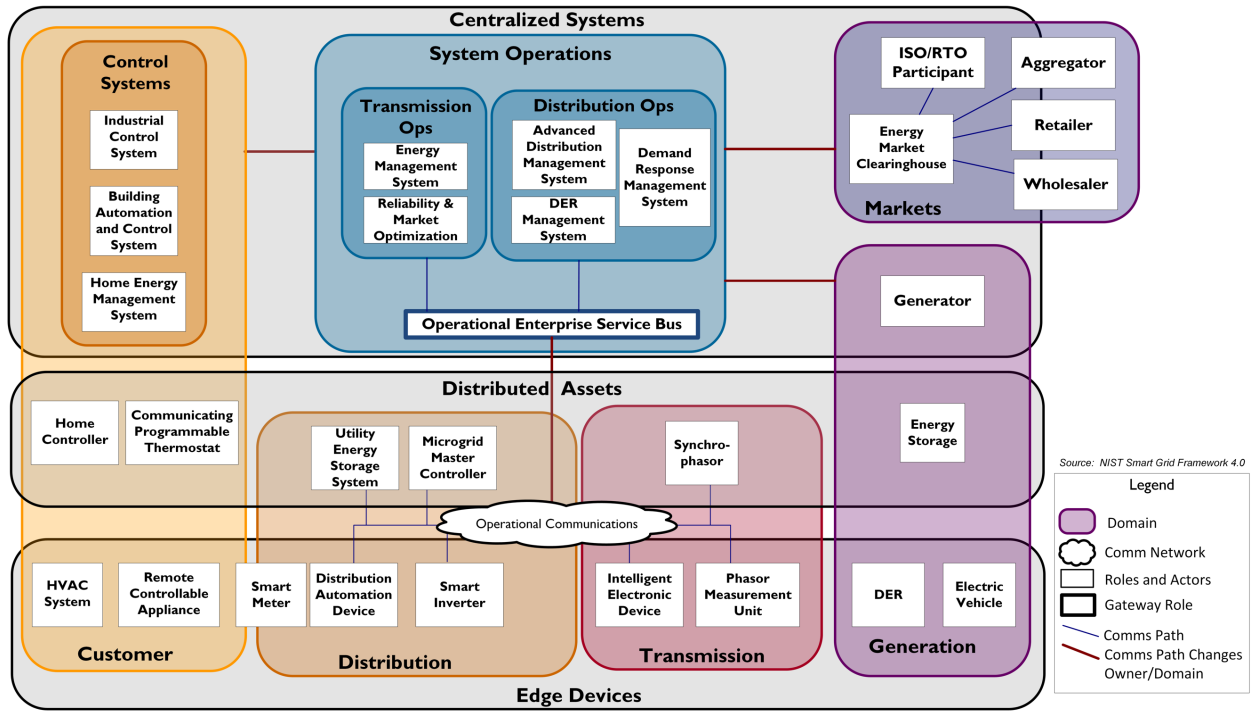 Centralized Systems
Control
Systems
Industrial
Control
System
Building
Automation
and Control
System
Home Energy
Management
System
System Operations
Transmission
Ops
Energy
Management
System
Reliability &
Market
Optimization
Distribution Ops
Advanced
Distribution
Management
System
DER
Management
System
Demand
Response
Management
System
Operational Enterprise Service Bus
ISO/RTO
Participant
Aggregator
Energy
Market
Clearinghouse
Retailer
Wholesaler
Markets
Generator
Distributed Assets
Home
Controller
Communicating
Programmable
Thermostat
Utility
Energy
Storage
System
Microgrid
Master
Controller
Synchro-
phasor
Energy
Storage
Operational Communications
HVAC
System
Remote
Controllable
Appliance
Smart
Meter
Distribution
Automation
Device
Smart
Inverter
Intelligent
Electronic
Device
Phasor
Measurement
Unit
DER
Electric
Vehicle
Customer
Distribution
Transmission
Generation
Edge Devices
Source: NIST Smart Grid Framework 4.0
Legend
Domain
Comm Network
Roles and Actors
Gateway Role
Comms Path
Comms Path Changes
Owner/Domain